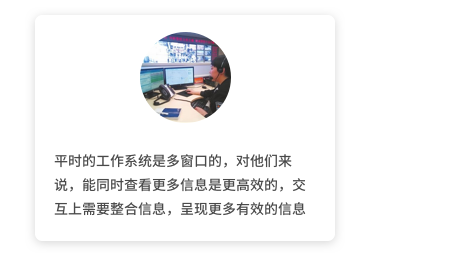 平时的工作系统是多窗口的，对他们来
说，能同时查看更多信息是更高效的，交
互上需要整合信息，呈现更多有效的信息